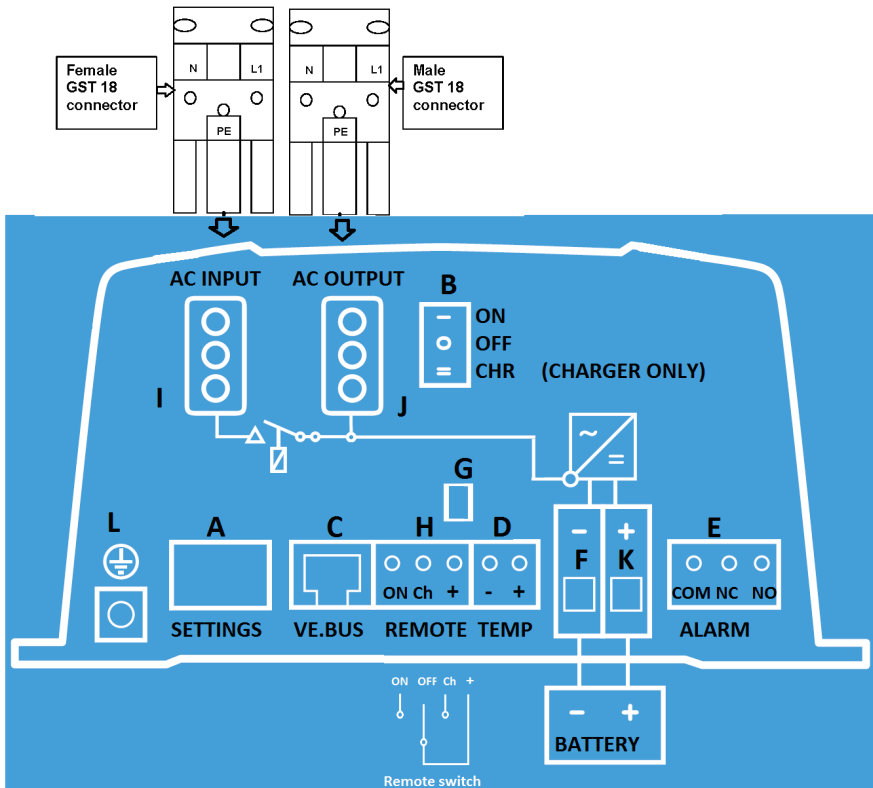 Female
GST 18
connector
N L1
PE
N L1
PE
Male
GST 18
connector
AC INPUT
AC OUTPUT
B
ON
OFF
CHR (CHARGER ONLY)
I
J
~
=
G
L
A
SETTINGS
C
VE.BUS
H
ON Ch +
REMOTE
D
- +
TEMP
- +
F K
E
COM NC NO
ALARM
- +
BATTERY
ON OFF Ch +
Remote switch